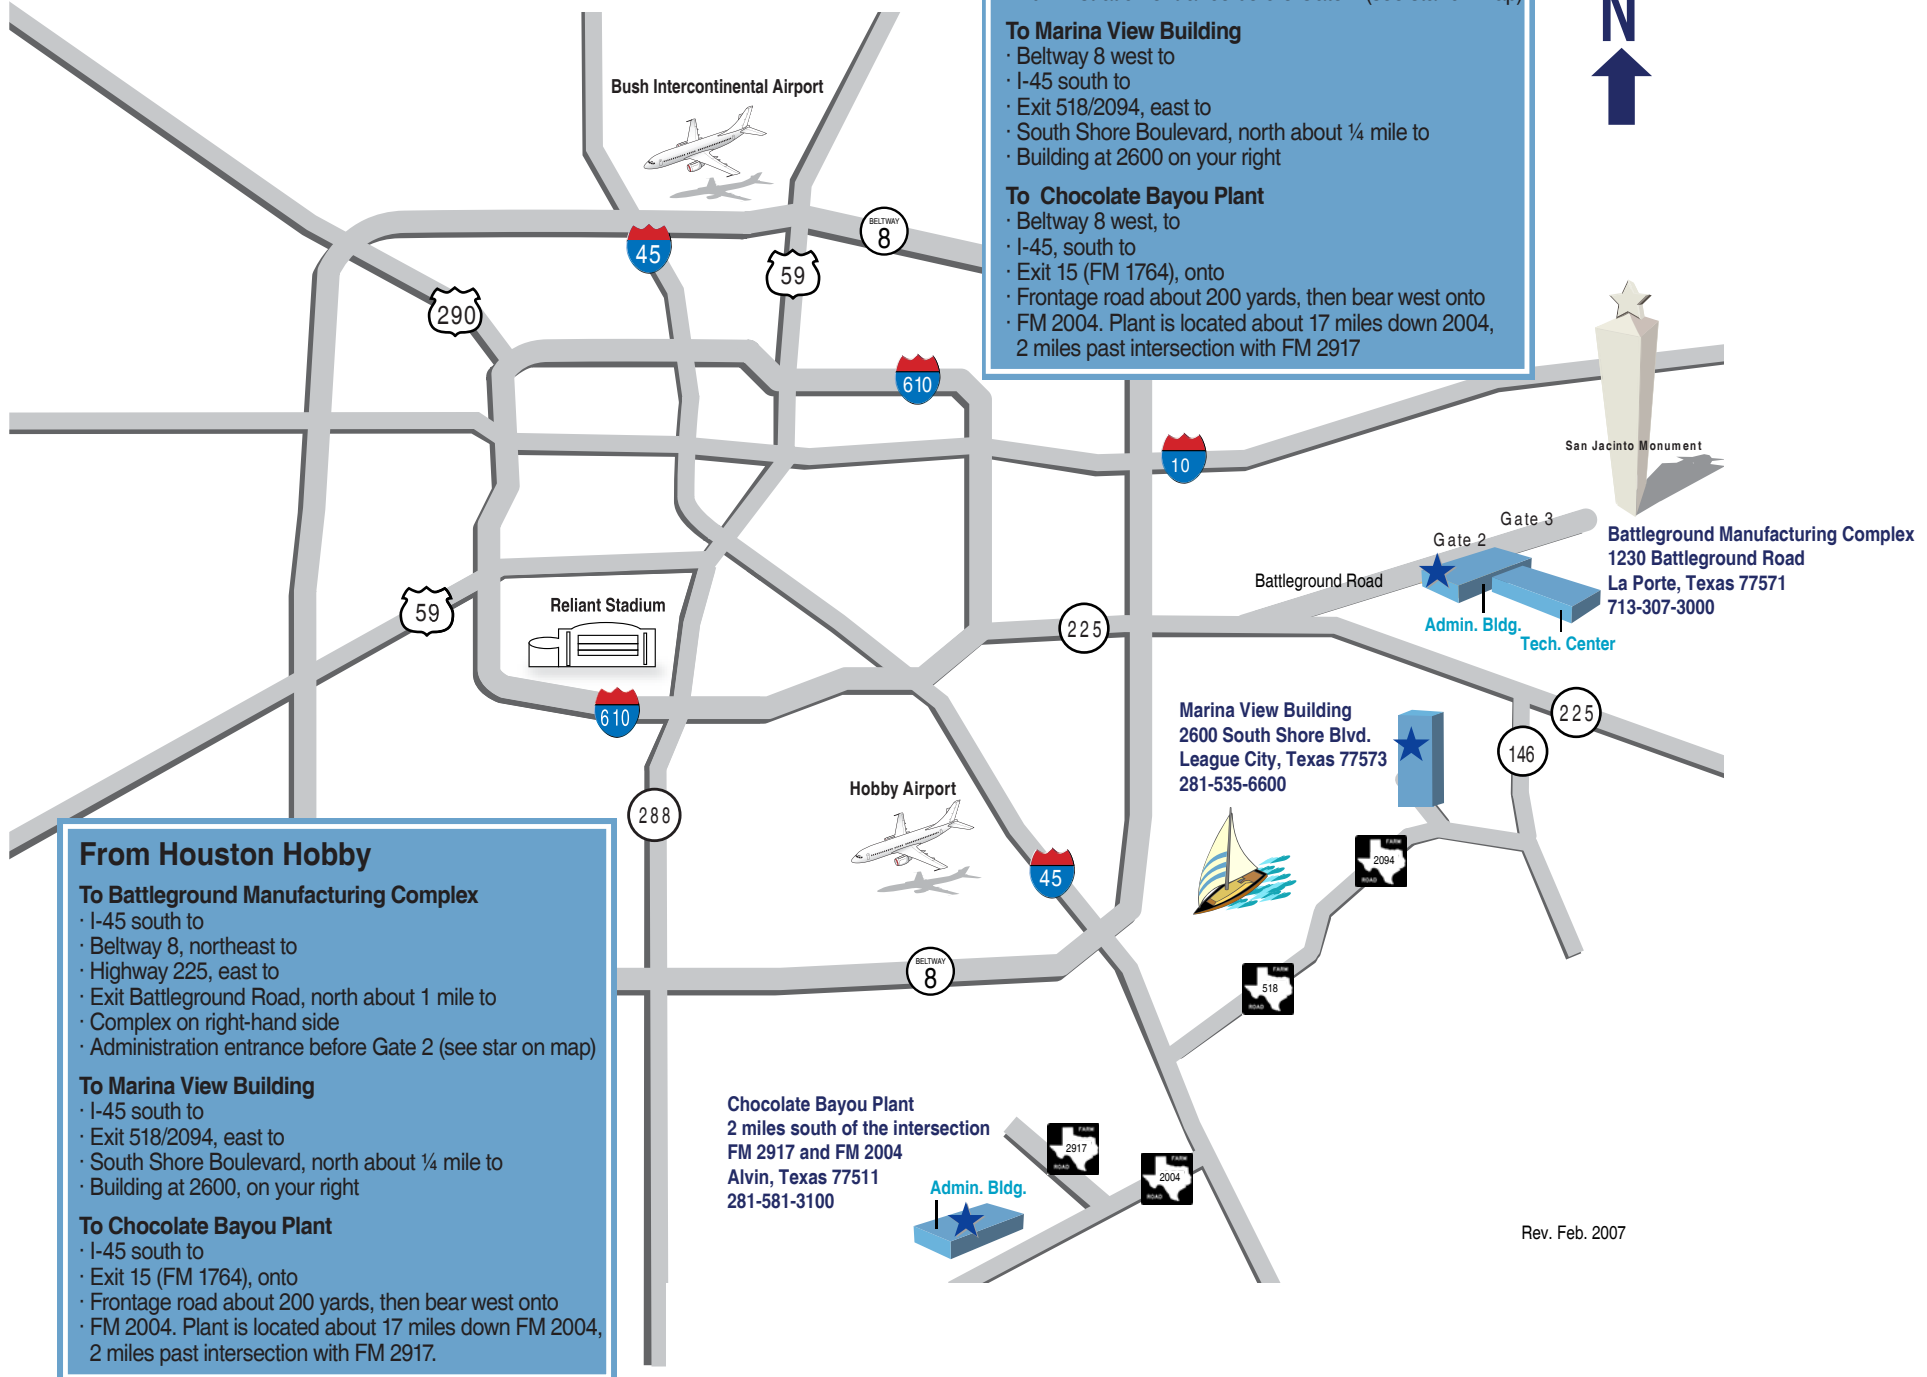 To Marina View Building
· Beltway 8 west to
· I-45 south to
· Exit 518/2094, east to
· South Shore Boulevard, north about ¼ mile to
· Building at 2600 on your right
To Chocolate Bayou Plant
· Beltway 8 west, to
· I-45, south to
· Exit 15 (FM 1764), onto
· Frontage road about 200 yards, then bear west onto
· FM 2004. Plant is located about 17 miles down 2004,
2 miles past intersection with FM 2917
N
Bush Intercontinental Airport
BELTWAY
8
45
59
290
610
10
San Jacinto Monument
Gate 3
Gate 2
Battleground Road
Battleground Manufacturing Complex
1230 Battleground Road
La Porte, Texas 77571
713-307-3000
Admin. Bldg.
Tech. Center
59
Reliant Stadium
225
610
Marina View Building
2600 South Shore Blvd.
League City, Texas 77573
281-535-6600
225
146
288
Hobby Airport
45
FARM
2094
ROAD
BELTWAY
8
FARM
518
ROAD
From Houston Hobby
To Battleground Manufacturing Complex
· I-45 south to
· Beltway 8, northeast to
· Highway 225, east to
· Exit Battleground Road, north about 1 mile to
· Complex on right-hand side
· Administration entrance before Gate 2 (see star on map)
To Marina View Building
· I-45 south to
· Exit 518/2094, east to
· South Shore Boulevard, north about ¼ mile to
· Building at 2600, on your right
To Chocolate Bayou Plant
· I-45 south to
· Exit 15 (FM 1764), onto
· Frontage road about 200 yards, then bear west onto
· FM 2004. Plant is located about 17 miles down FM 2004,
2 miles past intersection with FM 2917.
Chocolate Bayou Plant
2 miles south of the intersection
FM 2917 and FM 2004
Alvin, Texas 77511
281-581-3100
Admin. Bldg.
FARM
2917
ROAD
FARM
2004
ROAD
Rev. Feb. 2007